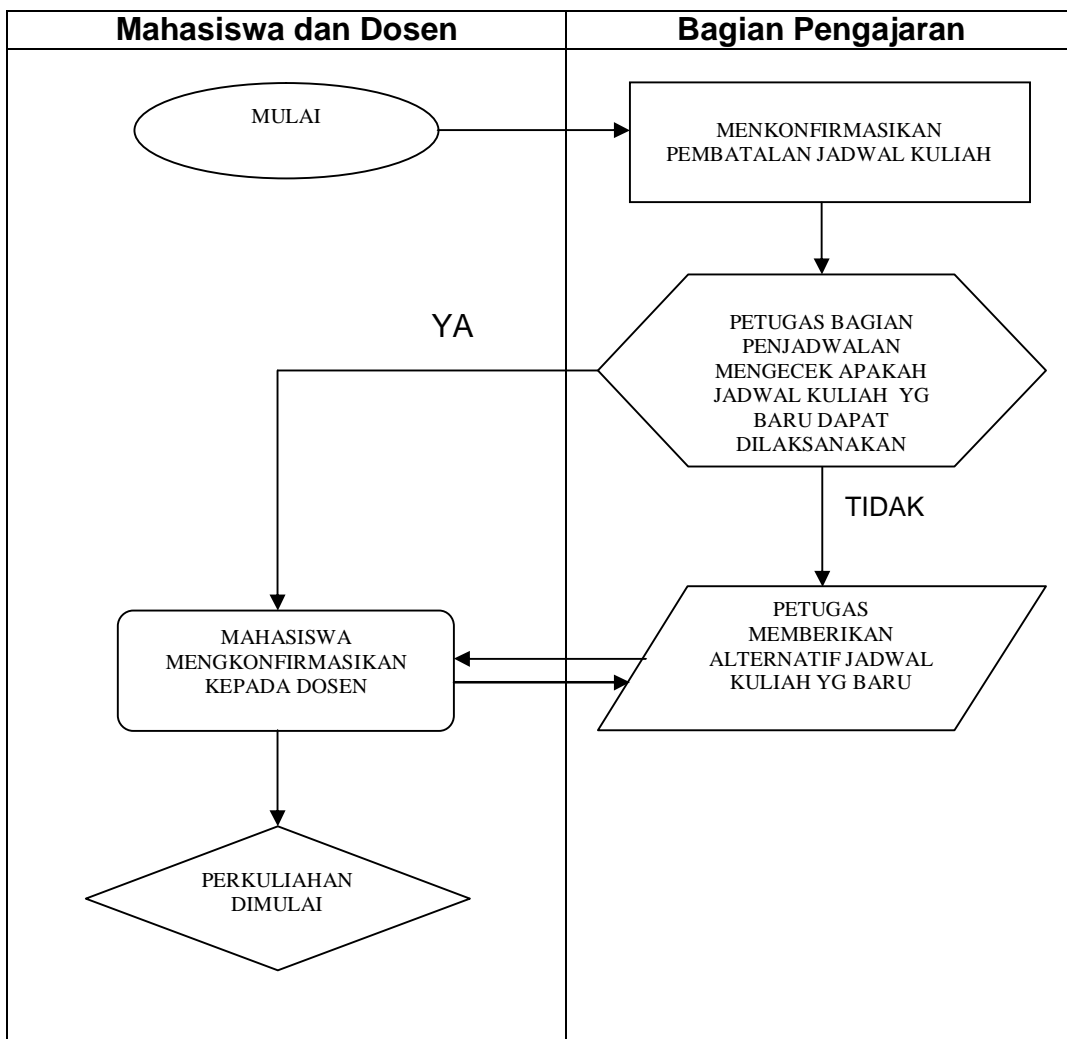 Mahasiswa dan Dosen
Bagian Pengajaran
MULAI
MENKONFIRMASIKAN
PEMBATALAN JADWAL KULIAH
YA
PETUGAS BAGIAN
PENJADWALAN
MENGECEK APAKAH
JADWAL KULIAH YG
BARU DAPAT
DILAKSANAKAN
TIDAK
MAHASISWA
MENGKONFIRMASIKAN
KEPADA DOSEN
PETUGAS
MEMBERIKAN
ALTERNATIF JADWAL
KULIAH YG BARU
PERKULIAHAN
DIMULAI